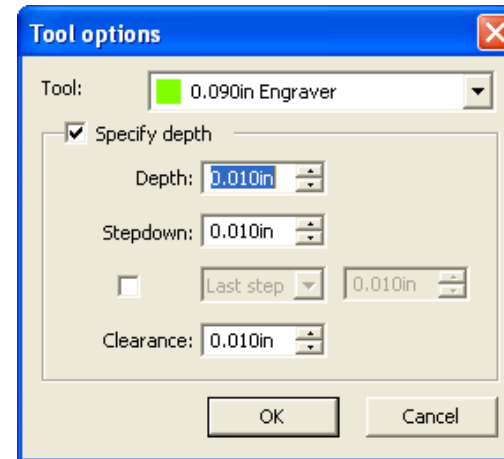 Tool options
Tool: 0.090in Engraver
Specify depth
Depth: 0.010in
Stepdown: 0.010in
Last step 0.010in
Clearance: 0.010in
OK Cancel